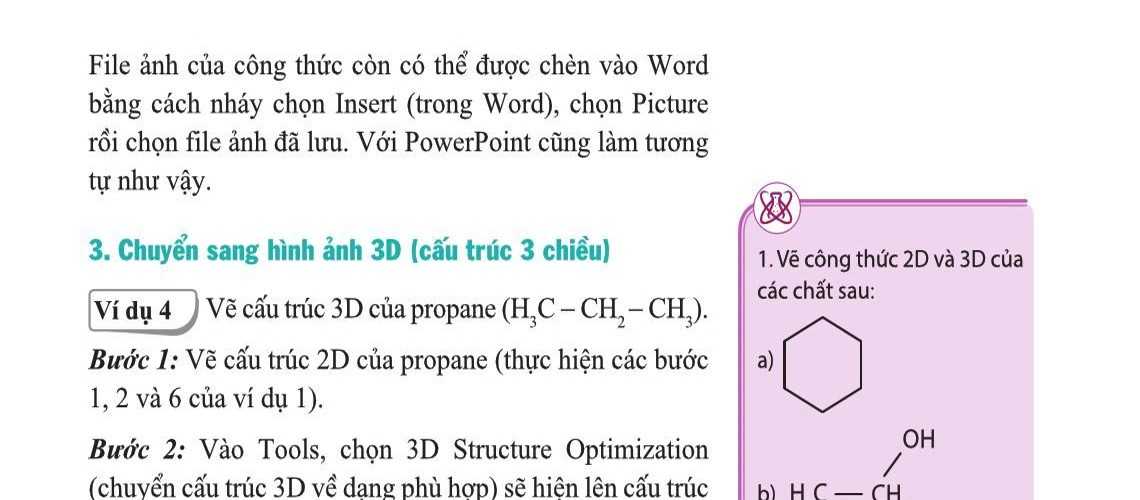 File ảnh của công thức còn có thể được chèn vào Word
bằng cách nháy chọn Insert (trong Word), chọn Picture
rồi chọn file ảnh đã lưu. Với PowerPoint cũng làm tương
tự như vậy.
3. Chuyển sang hình ảnh 3D (cấu trúc 3 chiều)
Ví dụ 4 Vẽ cấu trúc 3D của propane (H₃C – CH₂ – CH₃).
Bước 1: Vẽ cấu trúc 2D của propane (thực hiện các bước
1, 2 và 6 của ví dụ 1).
Bước 2: Vào Tools, chọn 3D Structure Optimization
(chuyển cấu trúc 3D về dạng phù hợp) sẽ hiện lên cấu trúc
1. Vẽ công thức 2D và 3D của
các chất sau:
a)
OH
b) H C — CH